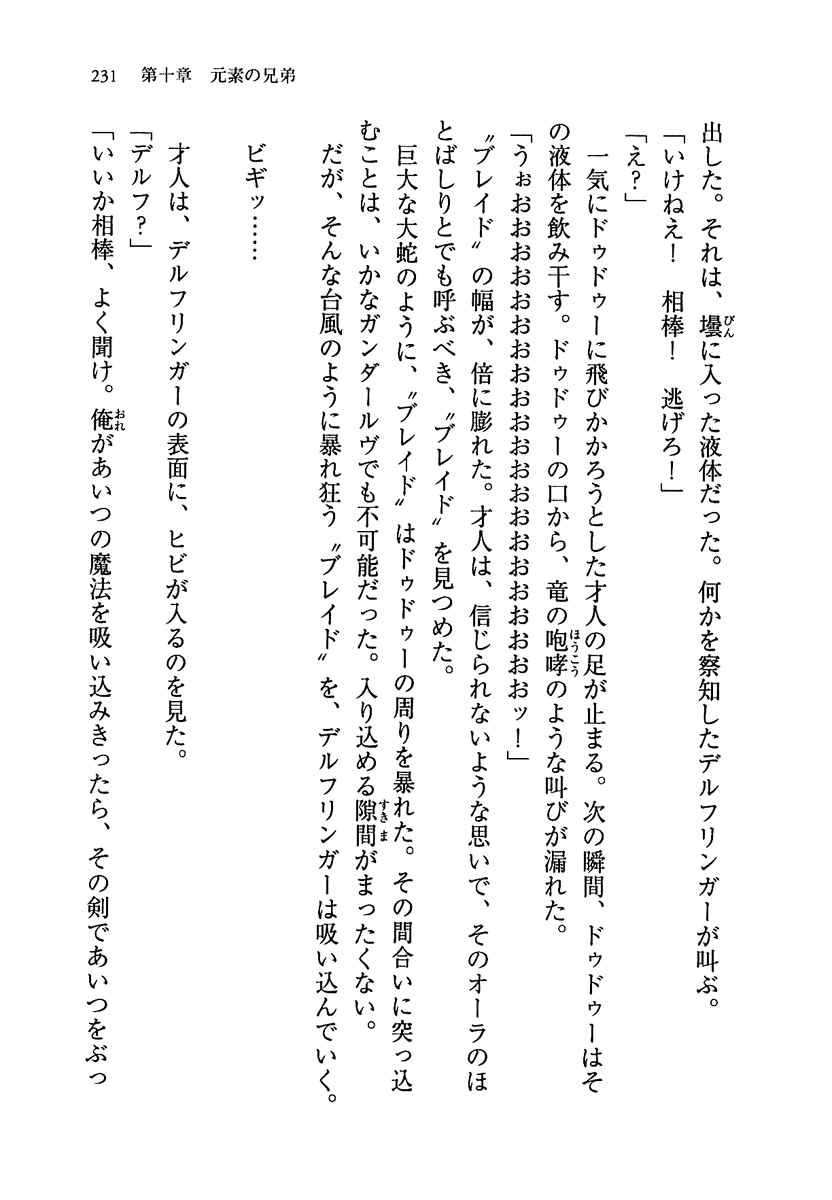 231　第十章　元素の兄弟
出した。それは、壜に入った液体だった。何かを察知したデルフリンガーが叫ぶ。
「いけねえ！　相棒！　逃げろ！」
「え？」
　一気にドゥドゥーに飛びかかろうとした才人の足が止まる。次の瞬間、ドゥドゥーはそ
の液体を飲み干す。ドゥドゥーの口から、竜の咆哮のような叫びが漏れた。
「うぉおおおおおおおおおおおおおおおおおおおおおおッ！」
〝ブレイド〟の幅が、倍に膨れた。才人は、信じられないような思いで、そのオーラのほ
とばしりとでも呼ぶべき、〝ブレイド〟を見つめた。
　巨大な大蛇のように、〝ブレイド〟はドゥドゥーの周りを暴れた。その間合いに突っ込
むことは、いかなガンダールヴでも不可能だった。入り込める隙間がまったくない。
　だが、そんな台風のように暴れ狂う〝ブレイド〟を、デルフリンガーは吸い込んでいく。
　ビギッ……
　才人は、デルフリンガーの表面に、ヒビが入るのを見た。
「デルフ？」
「いいか相棒、よく聞け。俺があいつの魔法を吸い込みきったら、その剣であいつをぶっ